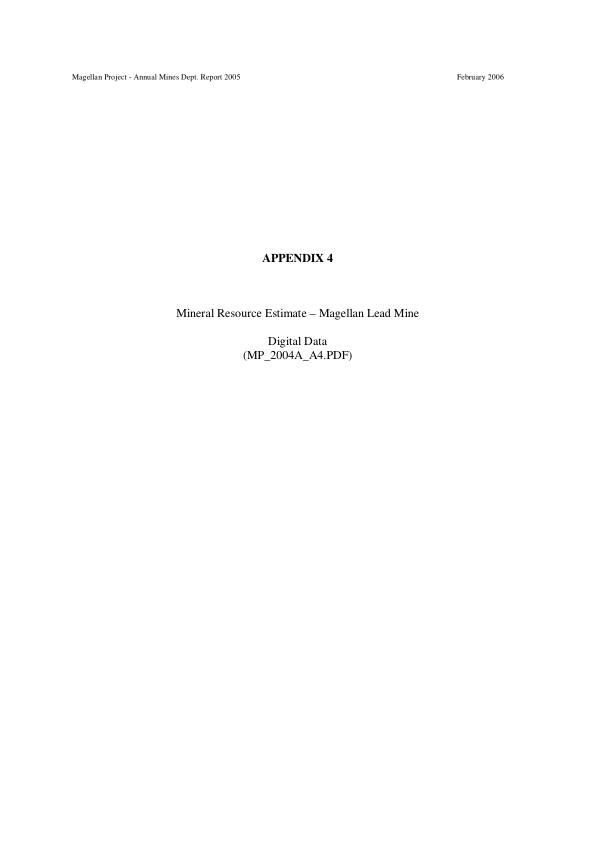 Magellan Project - Annual Mines Dept. Report 2005 February 2006
APPENDIX 4
Mineral Resource Estimate – Magellan Lead Mine
Digital Data
(MP_2004A_A4.PDF)